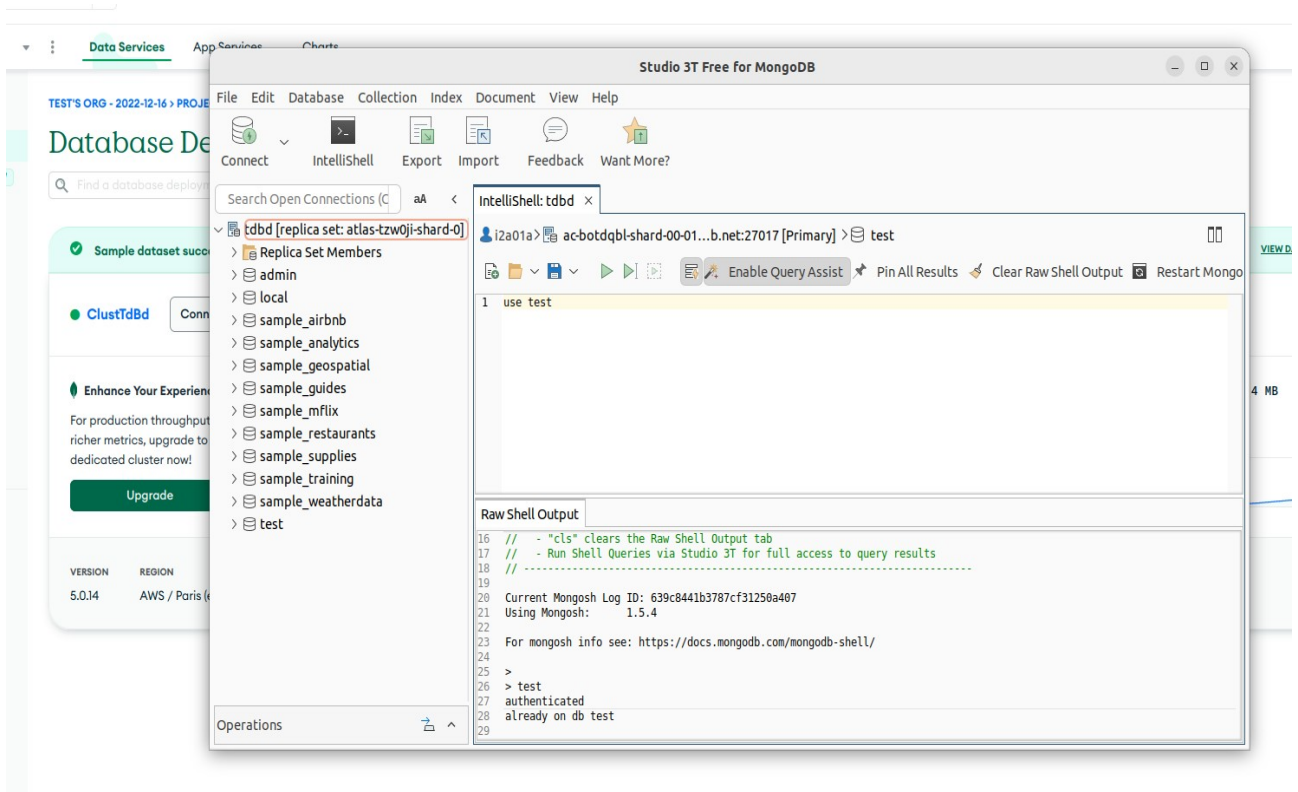 Data Services App Services Charts
TEST'S ORG - 2022-12-16 > PROJE
Database De
Find a database deploym
Sample dataset succe
VIEW DA
ClustTdBd Conn
Enhance Your Experienc
For production throughput
richer metrics, upgrade to
dedicated cluster now!
Upgrade
VERSION REGION
5.0.14 AWS / Paris (e
4 MB
Studio 3T Free for MongoDB
File Edit Database Collection Index Document View Help
Connect IntelliShell Export Import Feedback Want More?
Search Open Connections (C aA
tdbd [replica set: atlas-tzw0ji-shard-0]
Replica Set Members
admin
local
sample_airbnb
sample_analytics
sample_geospatial
sample_guides
sample_mflix
sample_restaurants
sample_supplies
sample_training
sample_weatherdata
test
Operations
IntelliShell: tdbd ×
i2a01a> ac-botdqbl-shard-00-01...b.net:27017 [Primary] > test
Enable Query Assist Pin All Results Clear Raw Shell Output Restart Mongo
1 use test
Raw Shell Output
16 // - "cls" clears the Raw Shell Output tab
17 // - Run Shell Queries via Studio 3T for full access to query results
18 // --------------------------------------------------------------------------
19
20 Current Mongosh Log ID: 639c8441b3787cf31250a407
21 Using Mongosh: 1.5.4
22
23 For mongosh info see: https://docs.mongodb.com/mongodb-shell/
24
25 >
26 > test
27 authenticated
28 already on db test
29